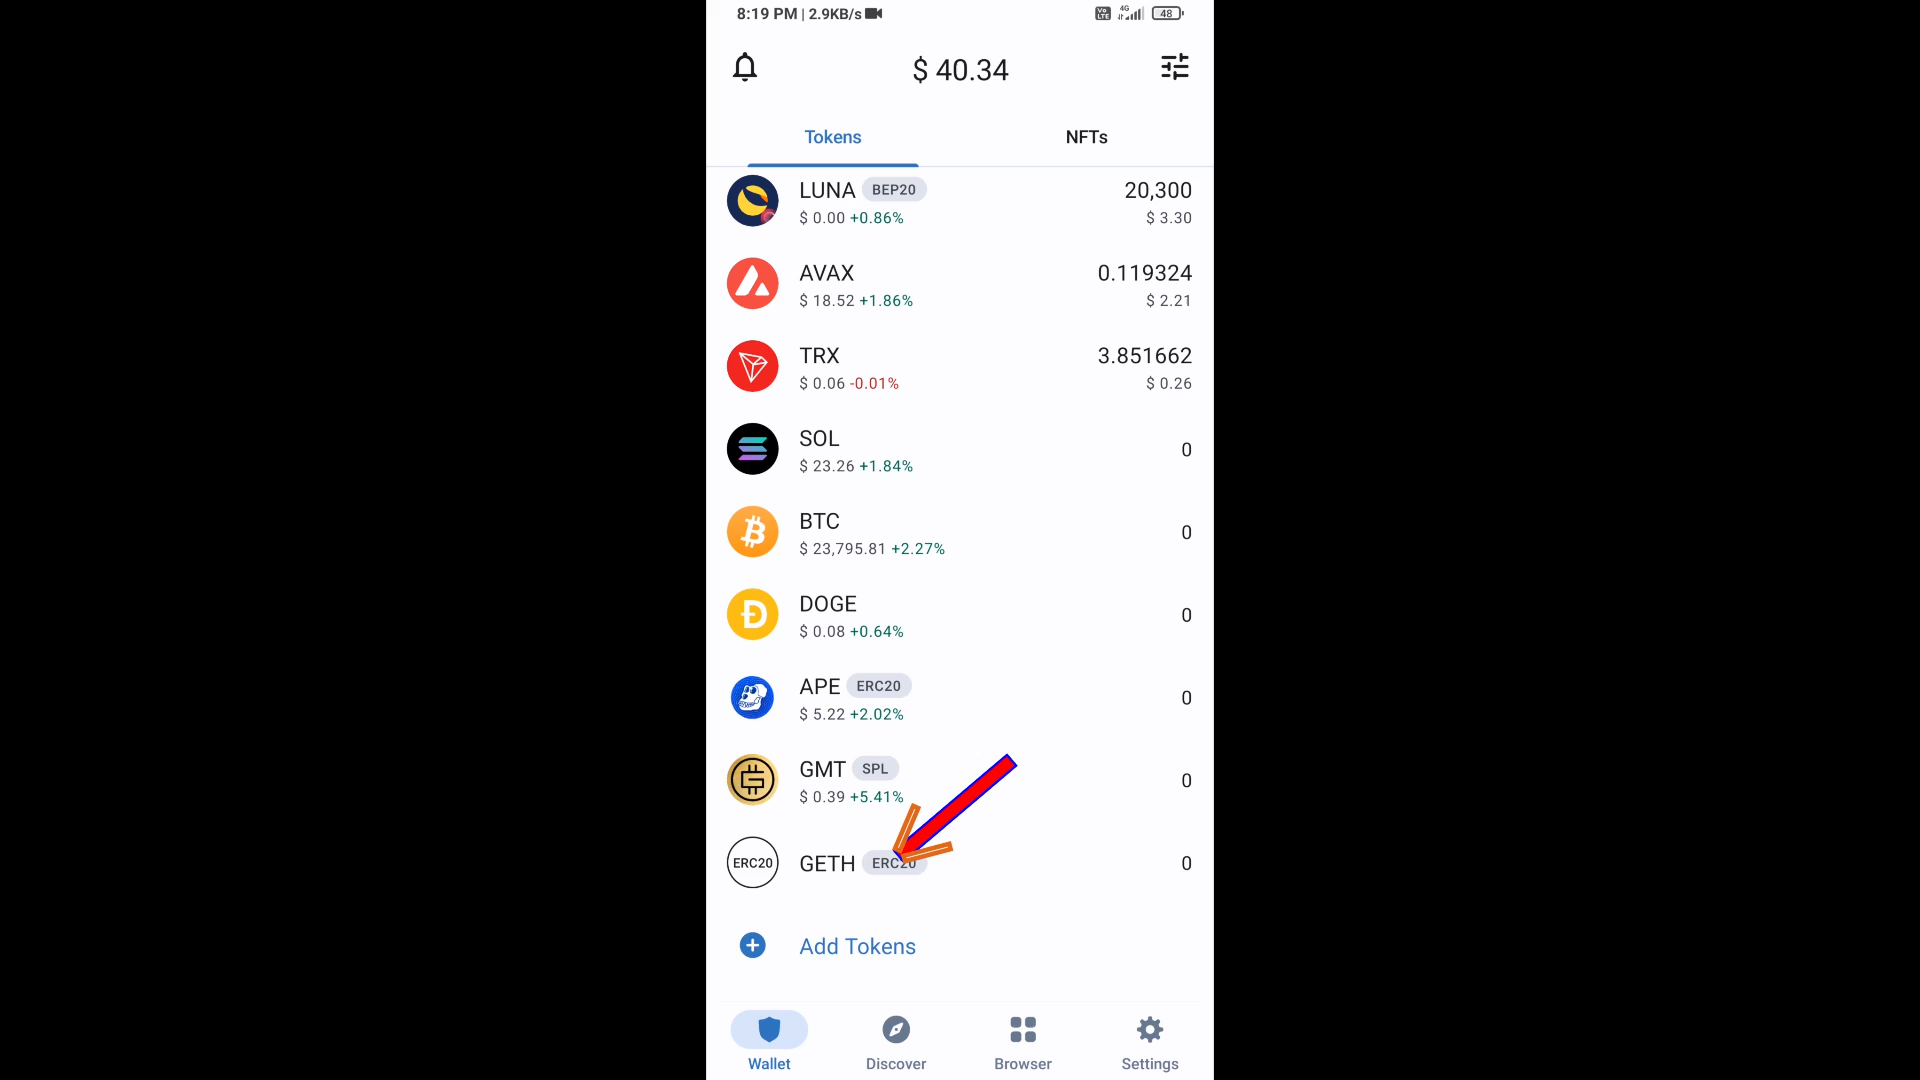 8:19 PM | 2.9KB/s
Vo LTE 4G 48
$ 40.34
Tokens NFTs
LUNA BEP20 20,300
$ 0.00 +0.86% $ 3.30
AVAX 0.119324
$ 18.52 +1.86% $ 2.21
TRX 3.851662
$ 0.06 -0.01% $ 0.26
SOL
$ 23.26 +1.84% 0
BTC
$ 23,795.81 +2.27% 0
DOGE
$ 0.08 +0.64% 0
APE ERC20
$ 5.22 +2.02% 0
GMT SPL
$ 0.39 +5.41% 0
ERC20 GETH ERC20 0
Add Tokens
Wallet Discover Browser Settings